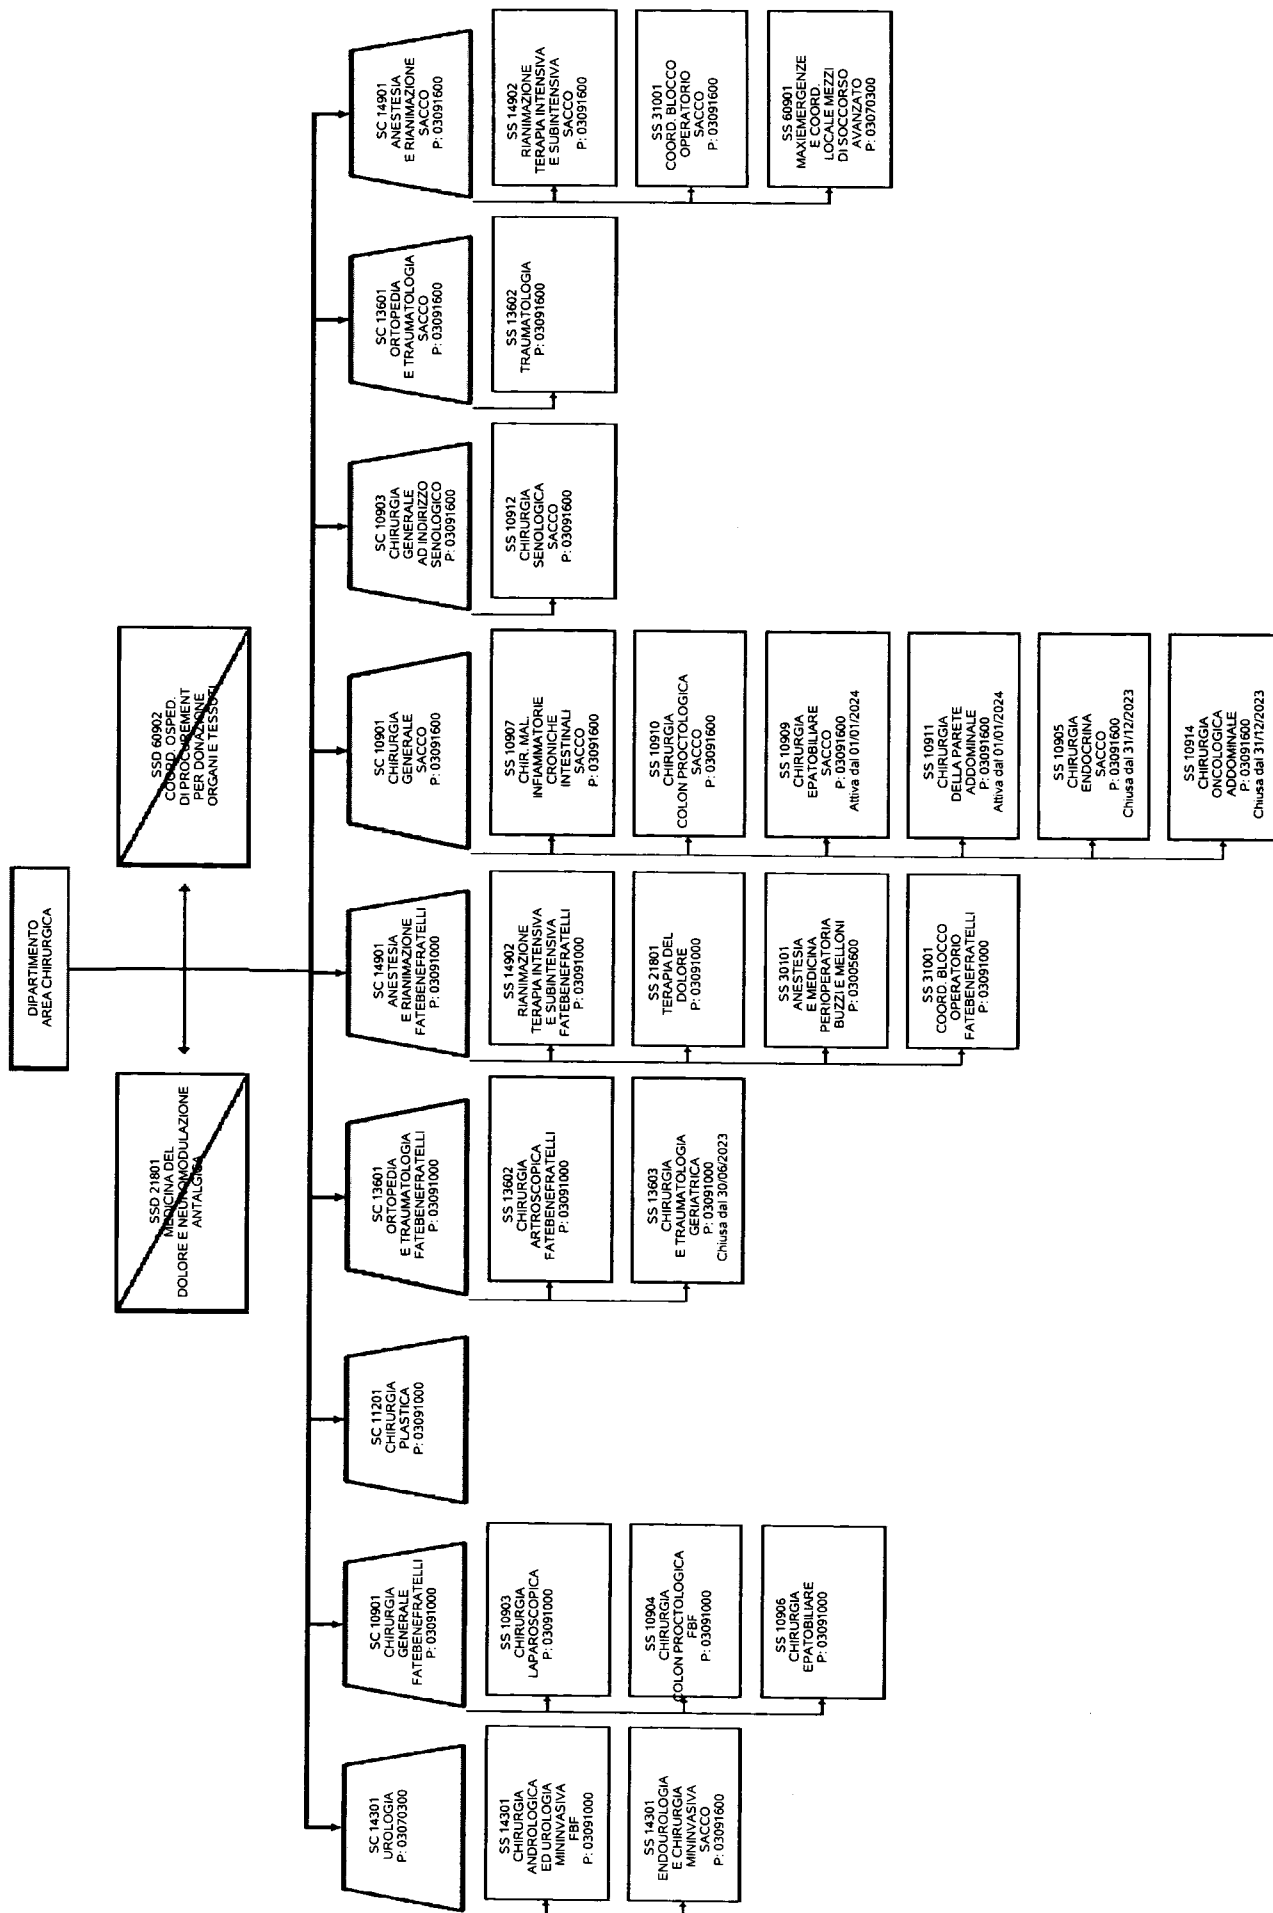 DIPARTIMENTO
AREA CHIRURGICA
SSD 21801
MEDICINA DEL
DOLORE E NEUROMODULAZIONE
ANTALGICA
SSD 60902
COORD. OSPED.
DI PROCUREMENT
PER DONAZIONE
ORGANI E TESSUTI
SC 14301
UROLOGIA
P: 03070300
SS 14301
CHIRURGIA
ANDROLOGICA
ED UROLOGIA
MININVASIVA
FBF
P: 03091000
SS 14301
ENDOUROLOGIA
E CHIRURGIA
MININVASIVA
SACCO
P: 03091600
SC 10901
CHIRURGIA
GENERALE
FATEBENEFRATELLI
P: 03091000
SS 10903
CHIRURGIA
LAPAROSCOPICA
P: 03091000
SS 10904
CHIRURGIA
COLON PROCTOLOGICA
FBF
P: 03091000
SS 10906
CHIRURGIA
EPATOBILIARE
P: 03091000
SC 11201
CHIRURGIA
PLASTICA
P: 03091000
SC 13601
ORTOPEDIA
E TRAUMATOLOGIA
FATEBENEFRATELLI
P: 03091000
SS 13602
CHIRURGIA
ARTROSCOPICA
FATEBENEFRATELLI
P: 03091000
SS 13603
CHIRURGIA
E TRAUMATOLOGIA
GERIATRICA
P: 03091000
Chiusa dal 30/06/2023
SC 14901
ANESTESIA
E RIANIMAZIONE
FATEBENEFRATELLI
P: 03091000
SS 14902
RIANIMAZIONE
TERAPIA INTENSIVA
E SUBINTENSIVA
FATEBENEFRATELLI
P: 03091000
SS 21801
TERAPIA DEL
DOLORE
P: 03091000
SS 30101
ANESTESIA
E MEDICINA
PERIOPERATORIA
BUZZI E MELLONI
P: 03005600
SS 31001
COORD. BLOCCO
OPERATORIO
FATEBENEFRATELLI
P: 03091000
SC 10901
CHIRURGIA
GENERALE
SACCO
P: 03091600
SS 10907
CHIR. MAL.
INFIAMMATORIE
CRONICHE
INTESTINALI
SACCO
P: 03091600
SS 10910
CHIRURGIA
COLON PROCTOLOGICA
SACCO
P: 03091600
SS 10909
CHIRURGIA
EPATOBILIARE
SACCO
P: 03091600
Attiva dal 01/01/2024
SS 10911
CHIRURGIA
DELLA PARETE
ADDOMINALE
P: 03091600
Attiva dal 01/01/2024
SS 10905
CHIRURGIA
ENDOCRINA
SACCO
P: 03091600
Chiusa dal 31/12/2023
SS 10914
CHIRURGIA
ONCOLOGICA
ADDOMINALE
P: 03091600
Chiusa dal 31/12/2023
SC 10903
CHIRURGIA
GENERALE
AD INDIRIZZO
SENOLOGICO
P: 03091600
SS 10912
CHIRURGIA
SENOLOGICA
SACCO
P: 03091600
SC 13601
ORTOPEDIA
E TRAUMATOLOGIA
SACCO
P: 03091600
SS 13602
TRAUMATOLOGIA
P: 03091600
SC 14901
ANESTESIA
E RIANIMAZIONE
SACCO
P: 03091600
SS 14902
RIANIMAZIONE
TERAPIA INTENSIVA
E SUBINTENSIVA
SACCO
P: 03091600
SS 31001
COORD. BLOCCO
OPERATORIO
SACCO
P: 03091600
SS 60901
MAXIEMERGENZE
E COORD.
LOCALE MEZZI
DI SOCCORSO
AVANZATO
P: 03070300